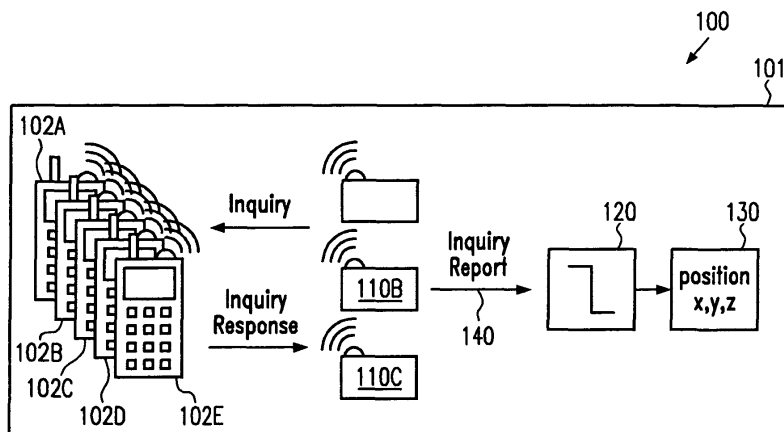 100
101
102A
Inquiry
Inquiry
Response
110B
110C
Inquiry
Report
140
120
130
position
x,y,z
102B
102C
102D
102E